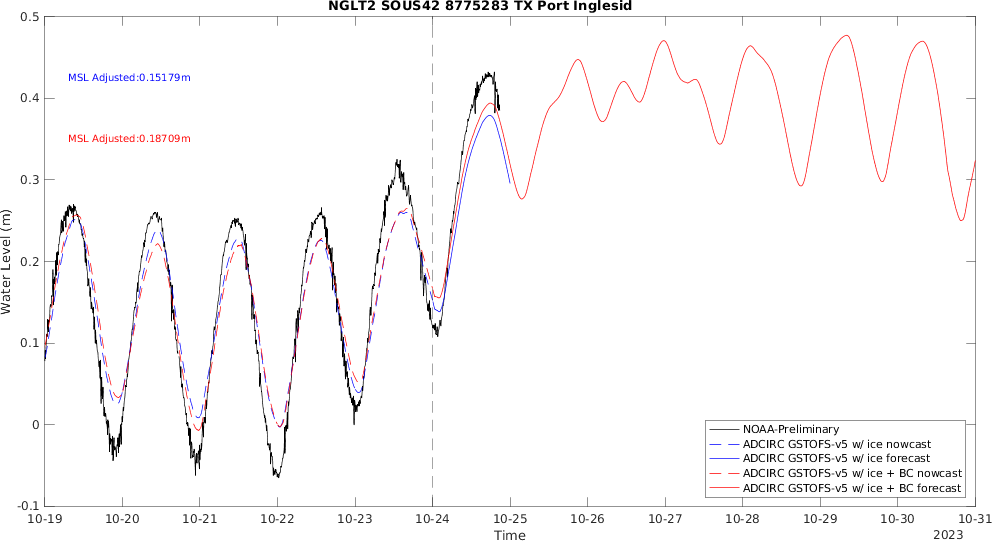 NGLT2 SOUS42 8775283 TX Port Inglesid
0.5
0.4
0.3
0.2
0.1
0
-0.1
Water Level (m)
MSL Adjusted:0.15179m
MSL Adjusted:0.18709m
NOAA-Preliminary
ADCIRC GSTOFS-v5 w/ ice nowcast
ADCIRC GSTOFS-v5 w/ ice forecast
ADCIRC GSTOFS-v5 w/ ice + BC nowcast
ADCIRC GSTOFS-v5 w/ ice + BC forecast
10-19 10-20 10-21 10-22 10-23 10-24 10-25 10-26 10-27 10-28 10-29 10-30 10-31
Time
2023